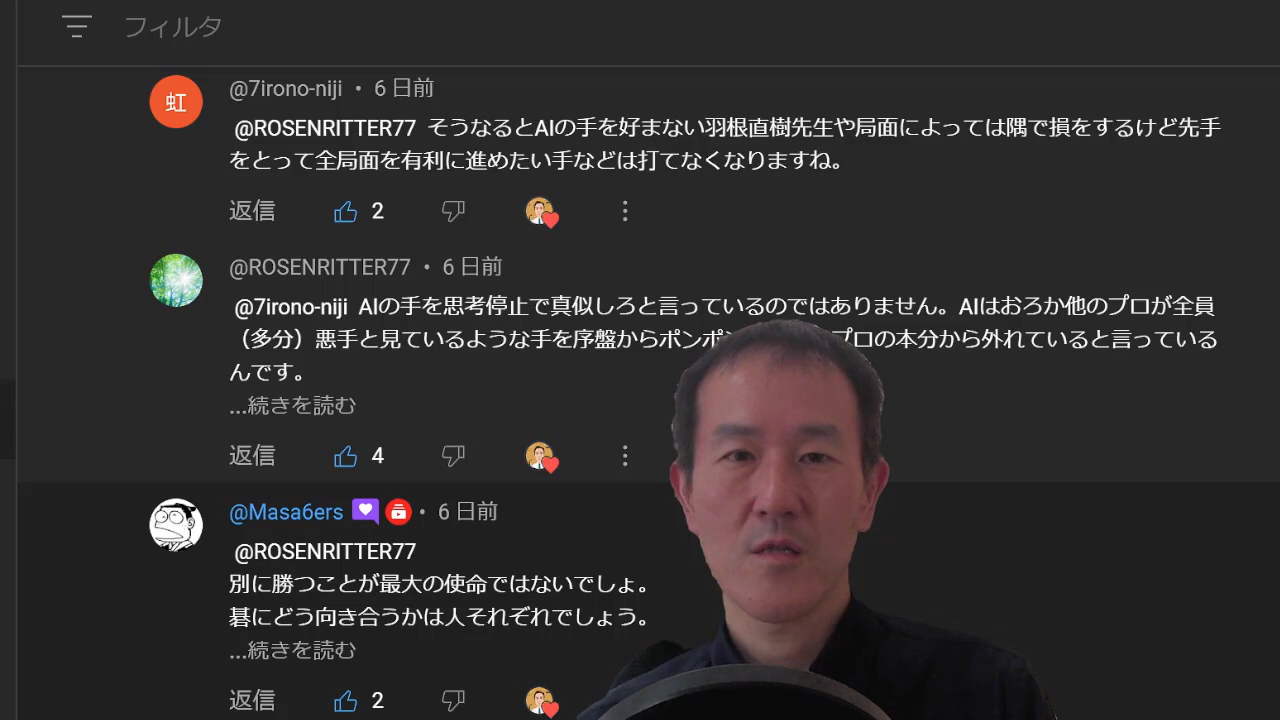 フィルタ
虹
@7irono-niji • 6 日前
@ROSENRITTER77 そうなるとAIの手を好まない羽根直樹先生や局面によっては隅で損をするけど先手
をとって全局面を有利に進めたい手などは打てなくなりますね。
返信 2
@ROSENRITTER77 • 6 日前
@7irono-niji AIの手を思考停止で真似しろと言っているのではありません。AIはおろか他のプロが全員
（多分）悪手と見ているような手を序盤からポンポン プロの本分から外れていると言っている
んです。
...続きを読む
返信 4
@Masa6ers • 6 日前
@ROSENRITTER77
別に勝つことが最大の使命ではないでしょ。
碁にどう向き合うかは人それぞれでしょう。
...続きを読む
返信 2